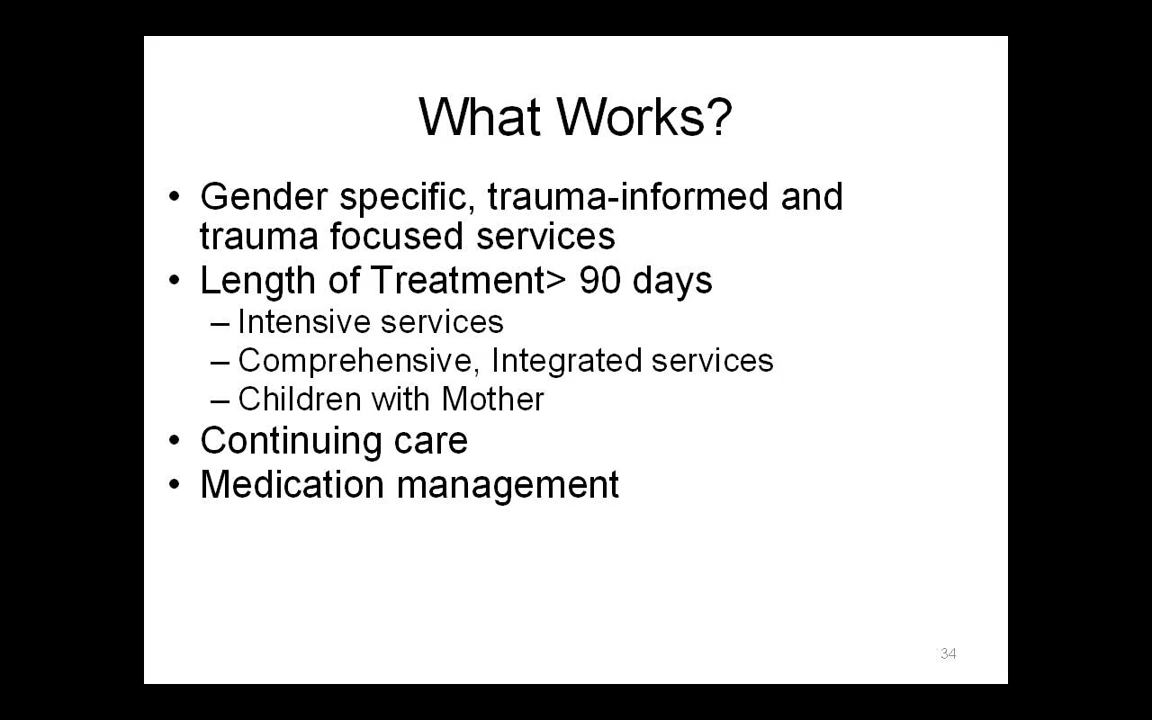 What Works?
• Gender specific, trauma-informed and
trauma focused services
• Length of Treatment> 90 days
– Intensive services
– Comprehensive, Integrated services
– Children with Mother
• Continuing care
• Medication management
34